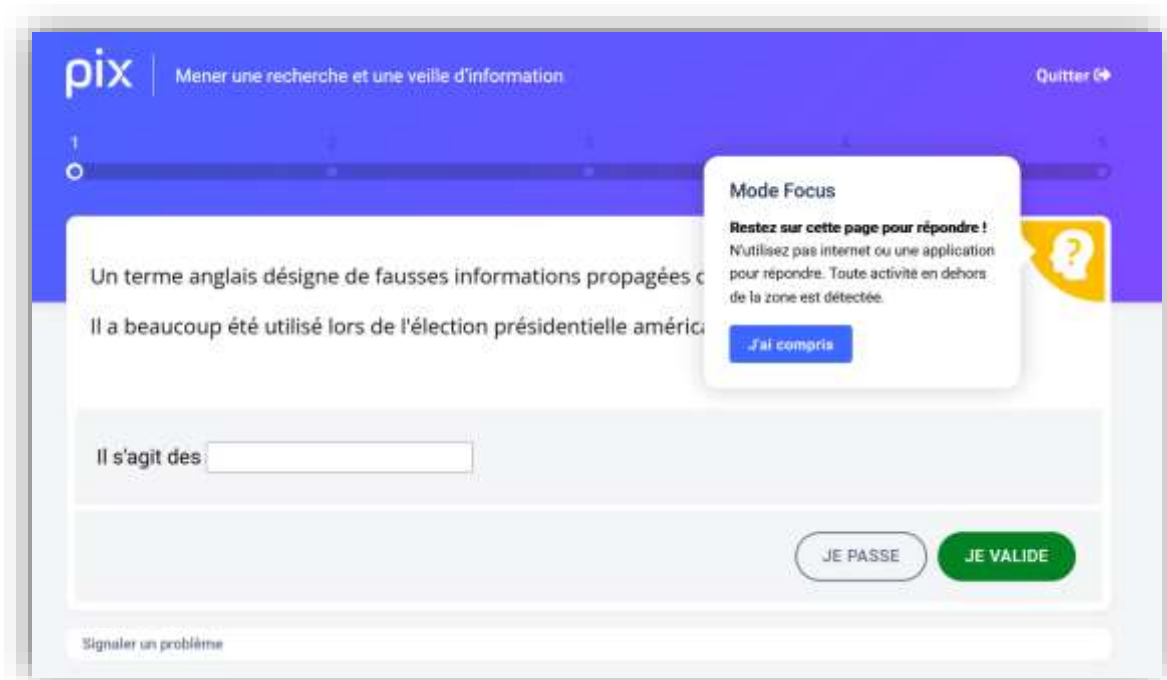 pix
Mener une recherche et une veille d'information
Quitter
1
Mode Focus
Restez sur cette page pour répondre !
N'utilisez pas internet ou une application
pour répondre. Toute activité en dehors
de la zone est détectée.
J'ai compris
?
Un terme anglais désigne de fausses informations propagées
Il a beaucoup été utilisé lors de l'élection présidentielle
Il s'agit des
JE PASSE
JE VALIDE
Signaler un problème